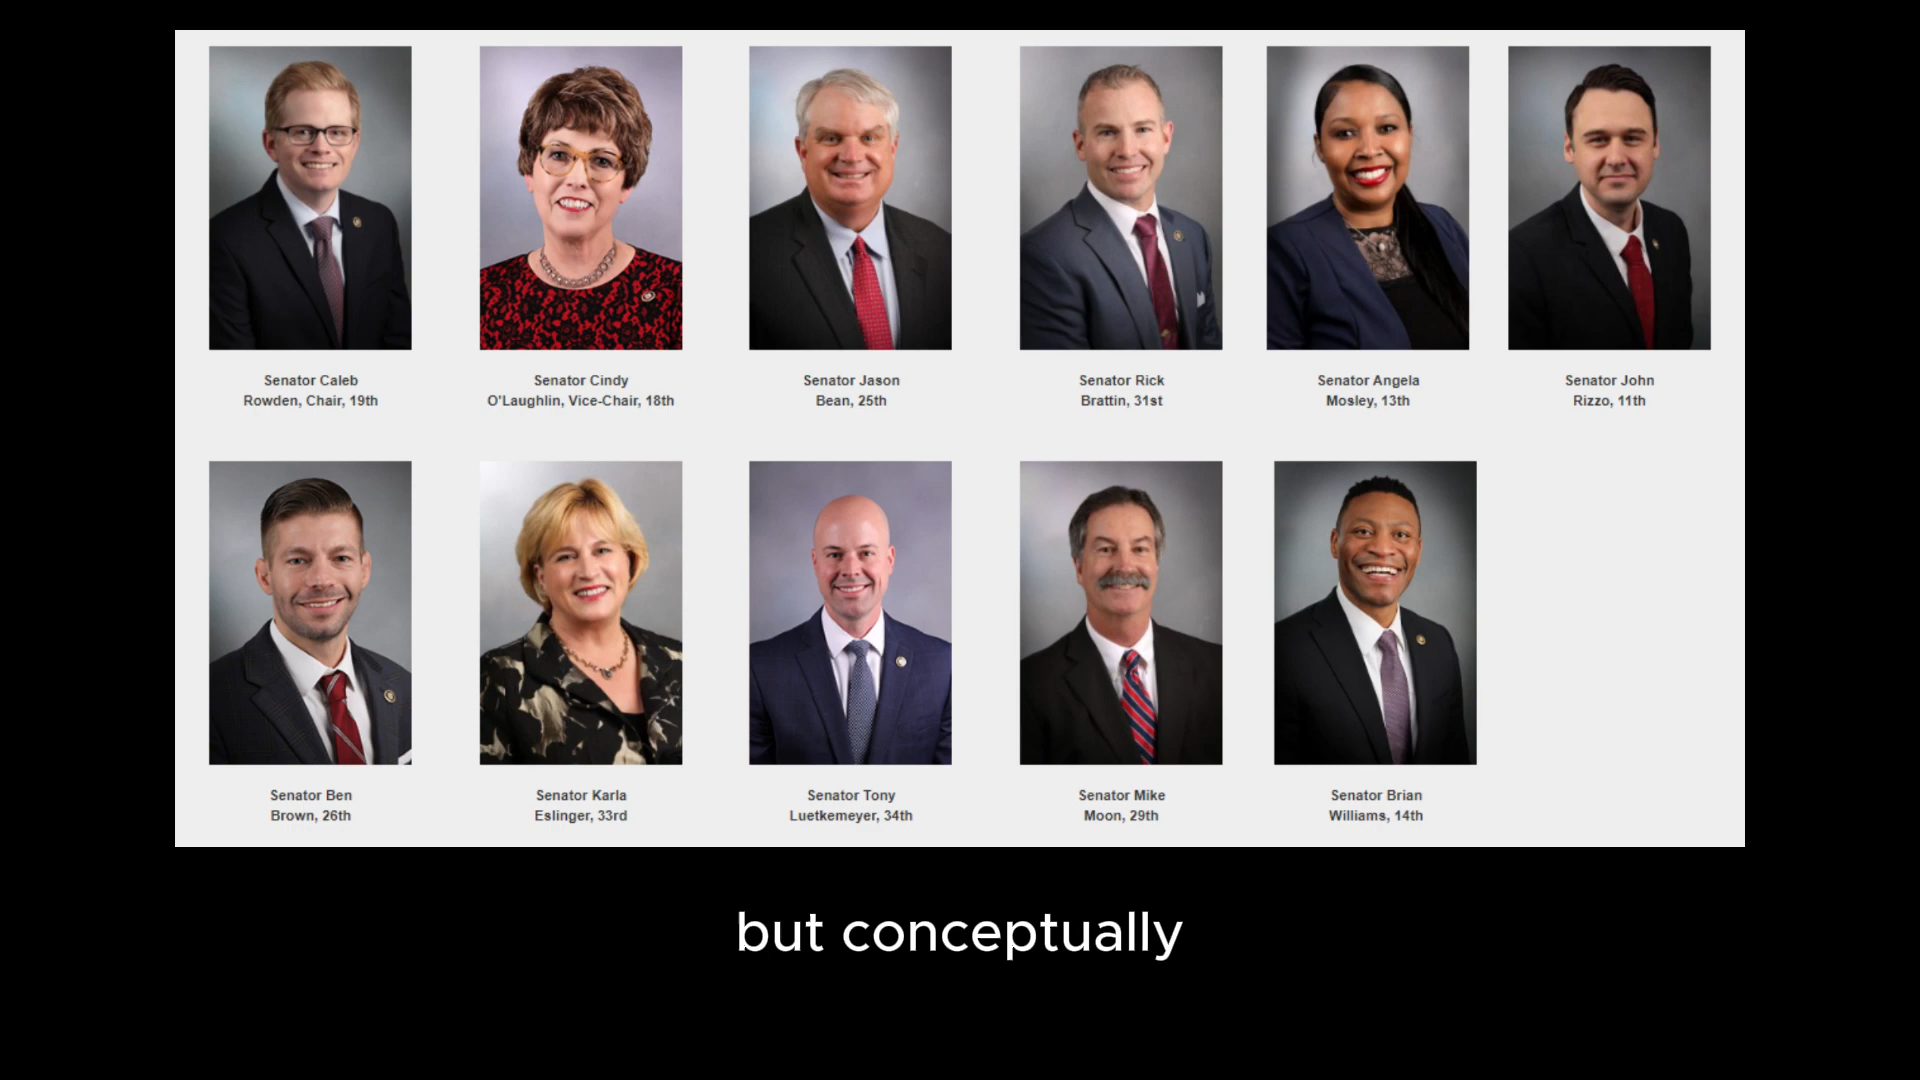 Senator Caleb
Rowden, Chair, 19th
Senator Cindy
O'Laughlin, Vice-Chair, 18th
Senator Jason
Bean, 25th
Senator Rick
Brattin, 31st
Senator Angela
Mosley, 13th
Senator John
Rizzo, 11th
Senator Ben
Brown, 26th
Senator Karla
Eslinger, 33rd
Senator Tony
Luetkemeyer, 34th
Senator Mike
Moon, 29th
Senator Brian
Williams, 14th
but conceptually